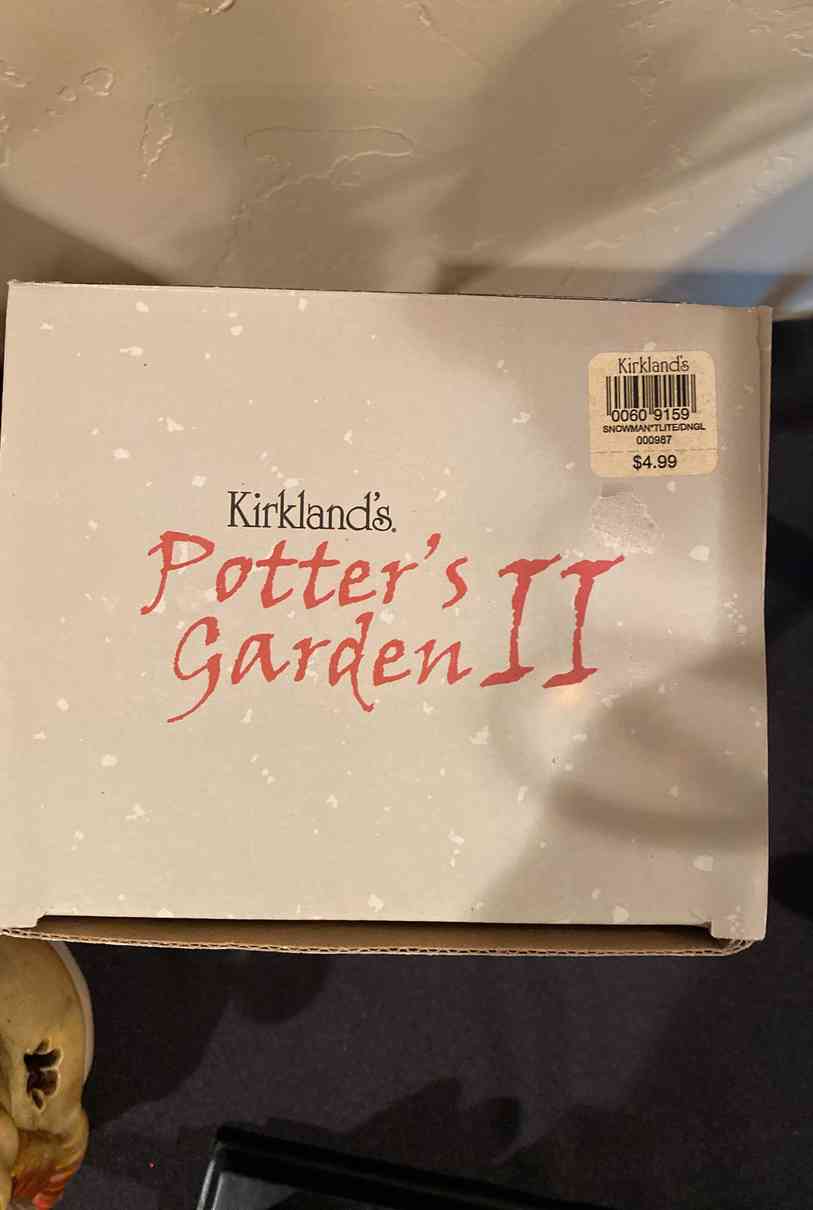 Kirkland's
0060 9159
SNOWMAN*TLITE/DNGL
000987
$4.99
Kirkland's.
Potter's
Garden II